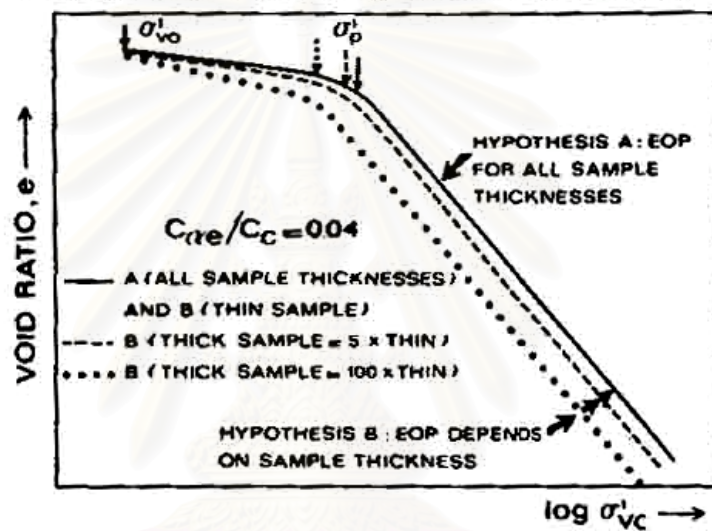 σ'vo
σ'p
HYPOTHESIS A : EOP
FOR ALL SAMPLE
THICKNESSES
Cαe/Cc = 0.04
A (ALL SAMPLE THICKNESSES)
AND B (THIN SAMPLE)
B (THICK SAMPLE = 5 x THIN)
B (THICK SAMPLE = 100 x THIN)
HYPOTHESIS B : EOP DEPENDS
ON SAMPLE THICKNESS
VOID RATIO, e
log σ'vc